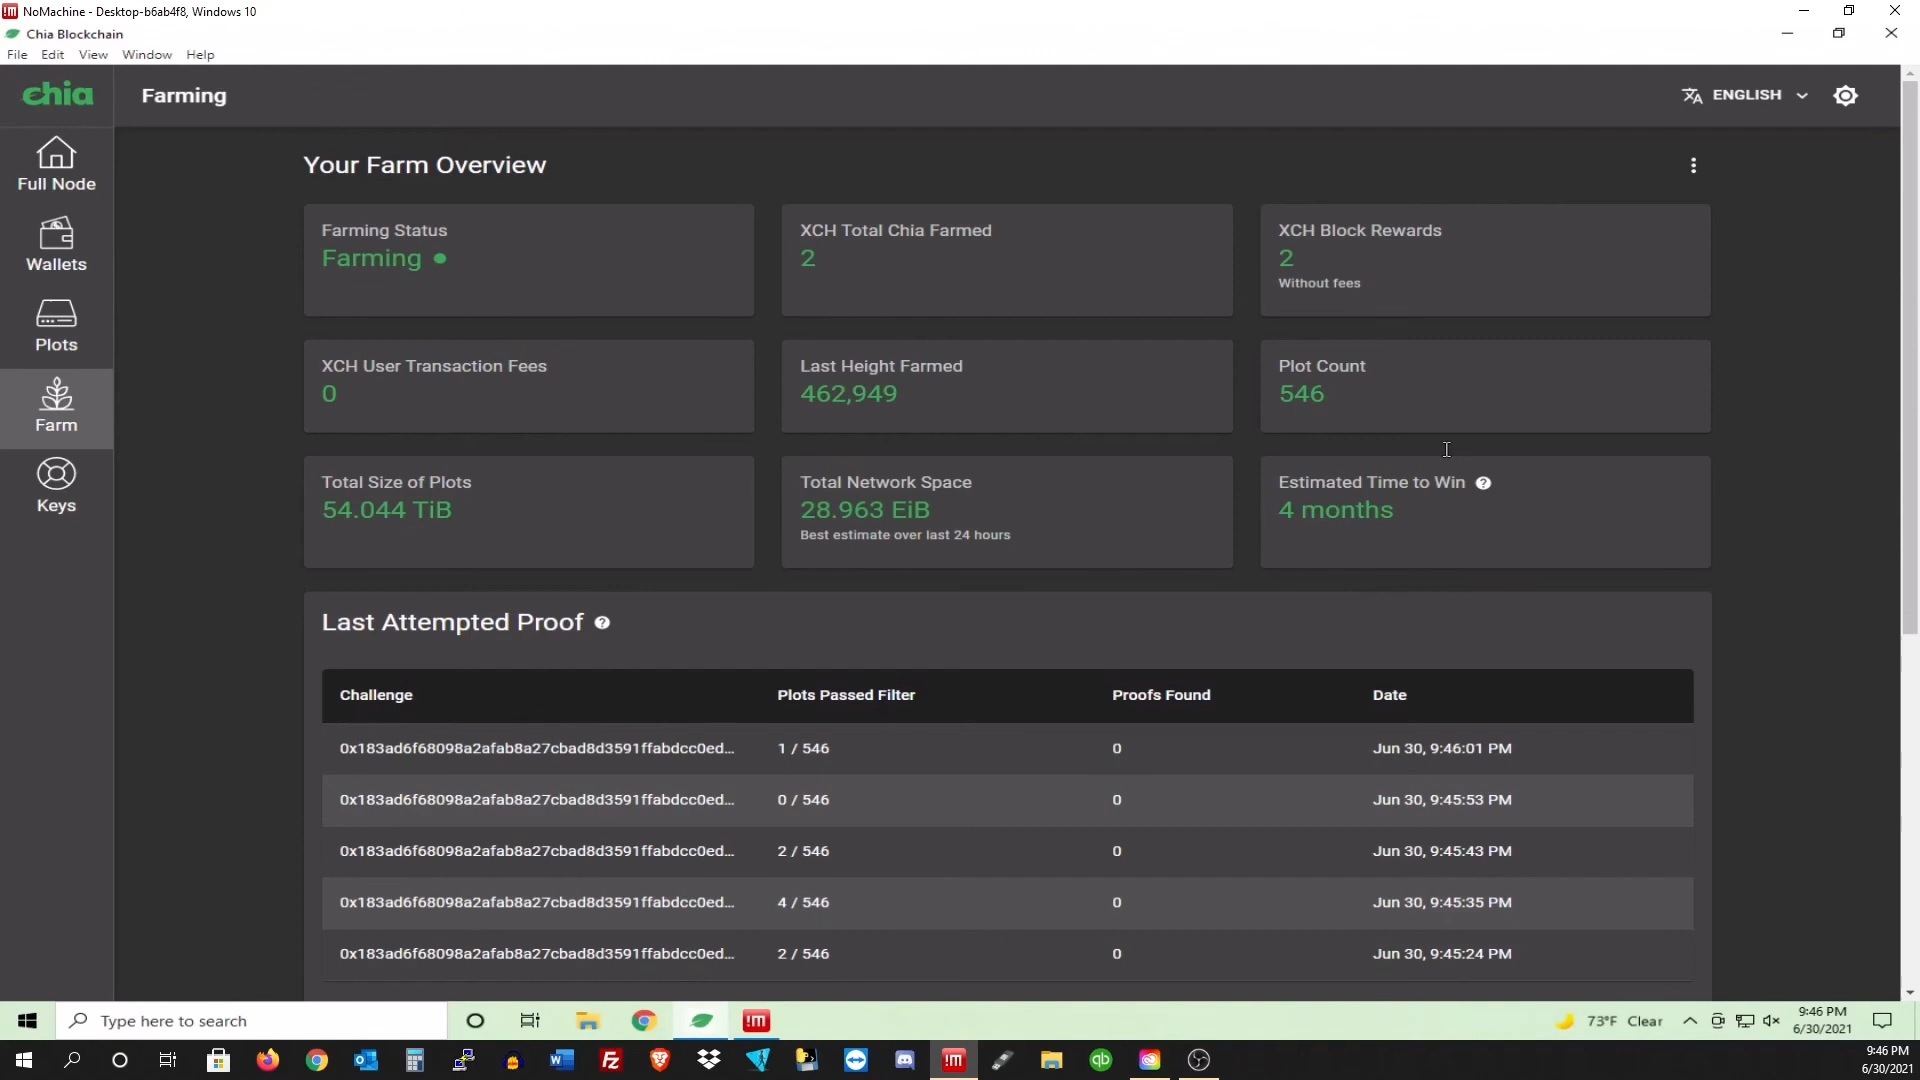 NoMachine - Desktop-b6ab4f8, Windows 10
Chia Blockchain
File Edit View Window Help
chia
Farming
ENGLISH
Full Node
Wallets
Plots
Farm
Keys
Your Farm Overview
Farming Status
Farming
XCH Total Chia Farmed
2
XCH Block Rewards
2
Without fees
XCH User Transaction Fees
0
Last Height Farmed
462,949
Plot Count
546
Total Size of Plots
54.044 TiB
Total Network Space
28.963 EiB
Best estimate over last 24 hours
Estimated Time to Win ?
4 months
Last Attempted Proof ?
Challenge Plots Passed Filter Proofs Found Date
0x183ad6f68098a2afab8a27cbad8d3591ffabdcc0ed... 1 / 546 0 Jun 30, 9:46:01 PM
0x183ad6f68098a2afab8a27cbad8d3591ffabdcc0ed... 0 / 546 0 Jun 30, 9:45:53 PM
0x183ad6f68098a2afab8a27cbad8d3591ffabdcc0ed... 2 / 546 0 Jun 30, 9:45:43 PM
0x183ad6f68098a2afab8a27cbad8d3591ffabdcc0ed... 4 / 546 0 Jun 30, 9:45:35 PM
0x183ad6f68098a2afab8a27cbad8d3591ffabdcc0ed... 2 / 546 0 Jun 30, 9:45:24 PM
Type here to search
73°F Clear
9:46 PM
6/30/2021
9:46 PM
6/30/2021